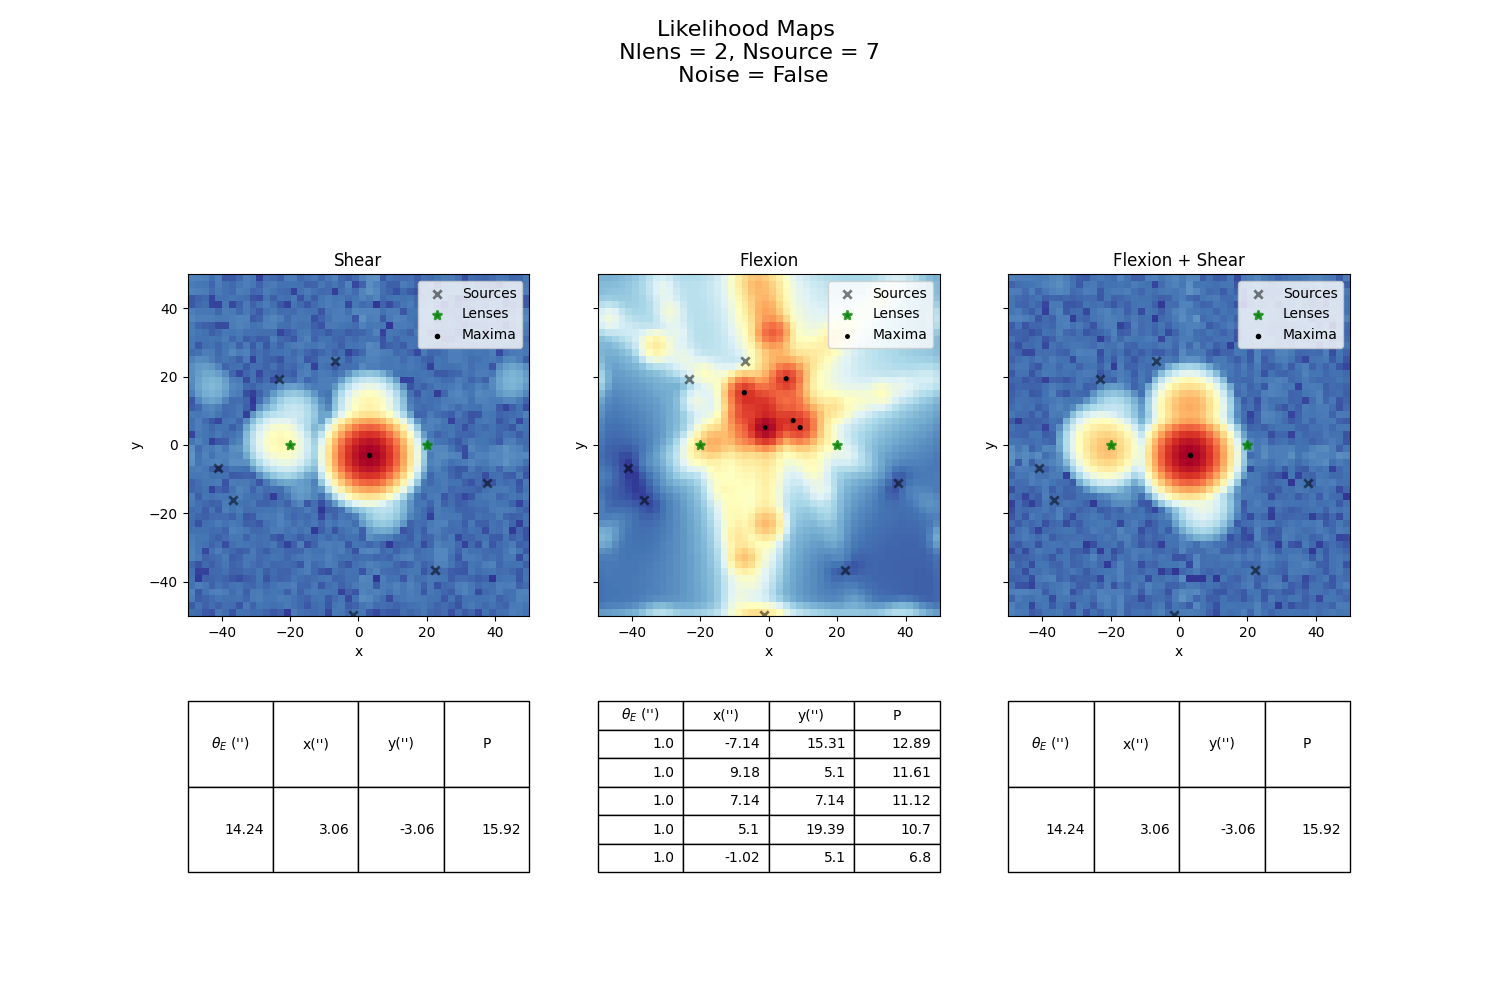 Likelihood Maps
Nlens = 2, Nsource = 7
Noise = False
Shear
Flexion
Flexion + Shear
Sources
Lenses
Maxima
Sources
Lenses
Maxima
Sources
Lenses
Maxima
y
40
20
0
−20
−40
−40 −20 0 20 40
x
y
−40 −20 0 20 40
x
y
−40 −20 0 20 40
x
θE ('') x('') y('') P
14.24 3.06 -3.06 15.92
θE ('') x('') y('') P
1.0 -7.14 15.31 12.89
1.0 9.18 5.1 11.61
1.0 7.14 7.14 11.12
1.0 5.1 19.39 10.7
1.0 -1.02 5.1 6.8
θE ('') x('') y('') P
14.24 3.06 -3.06 15.92